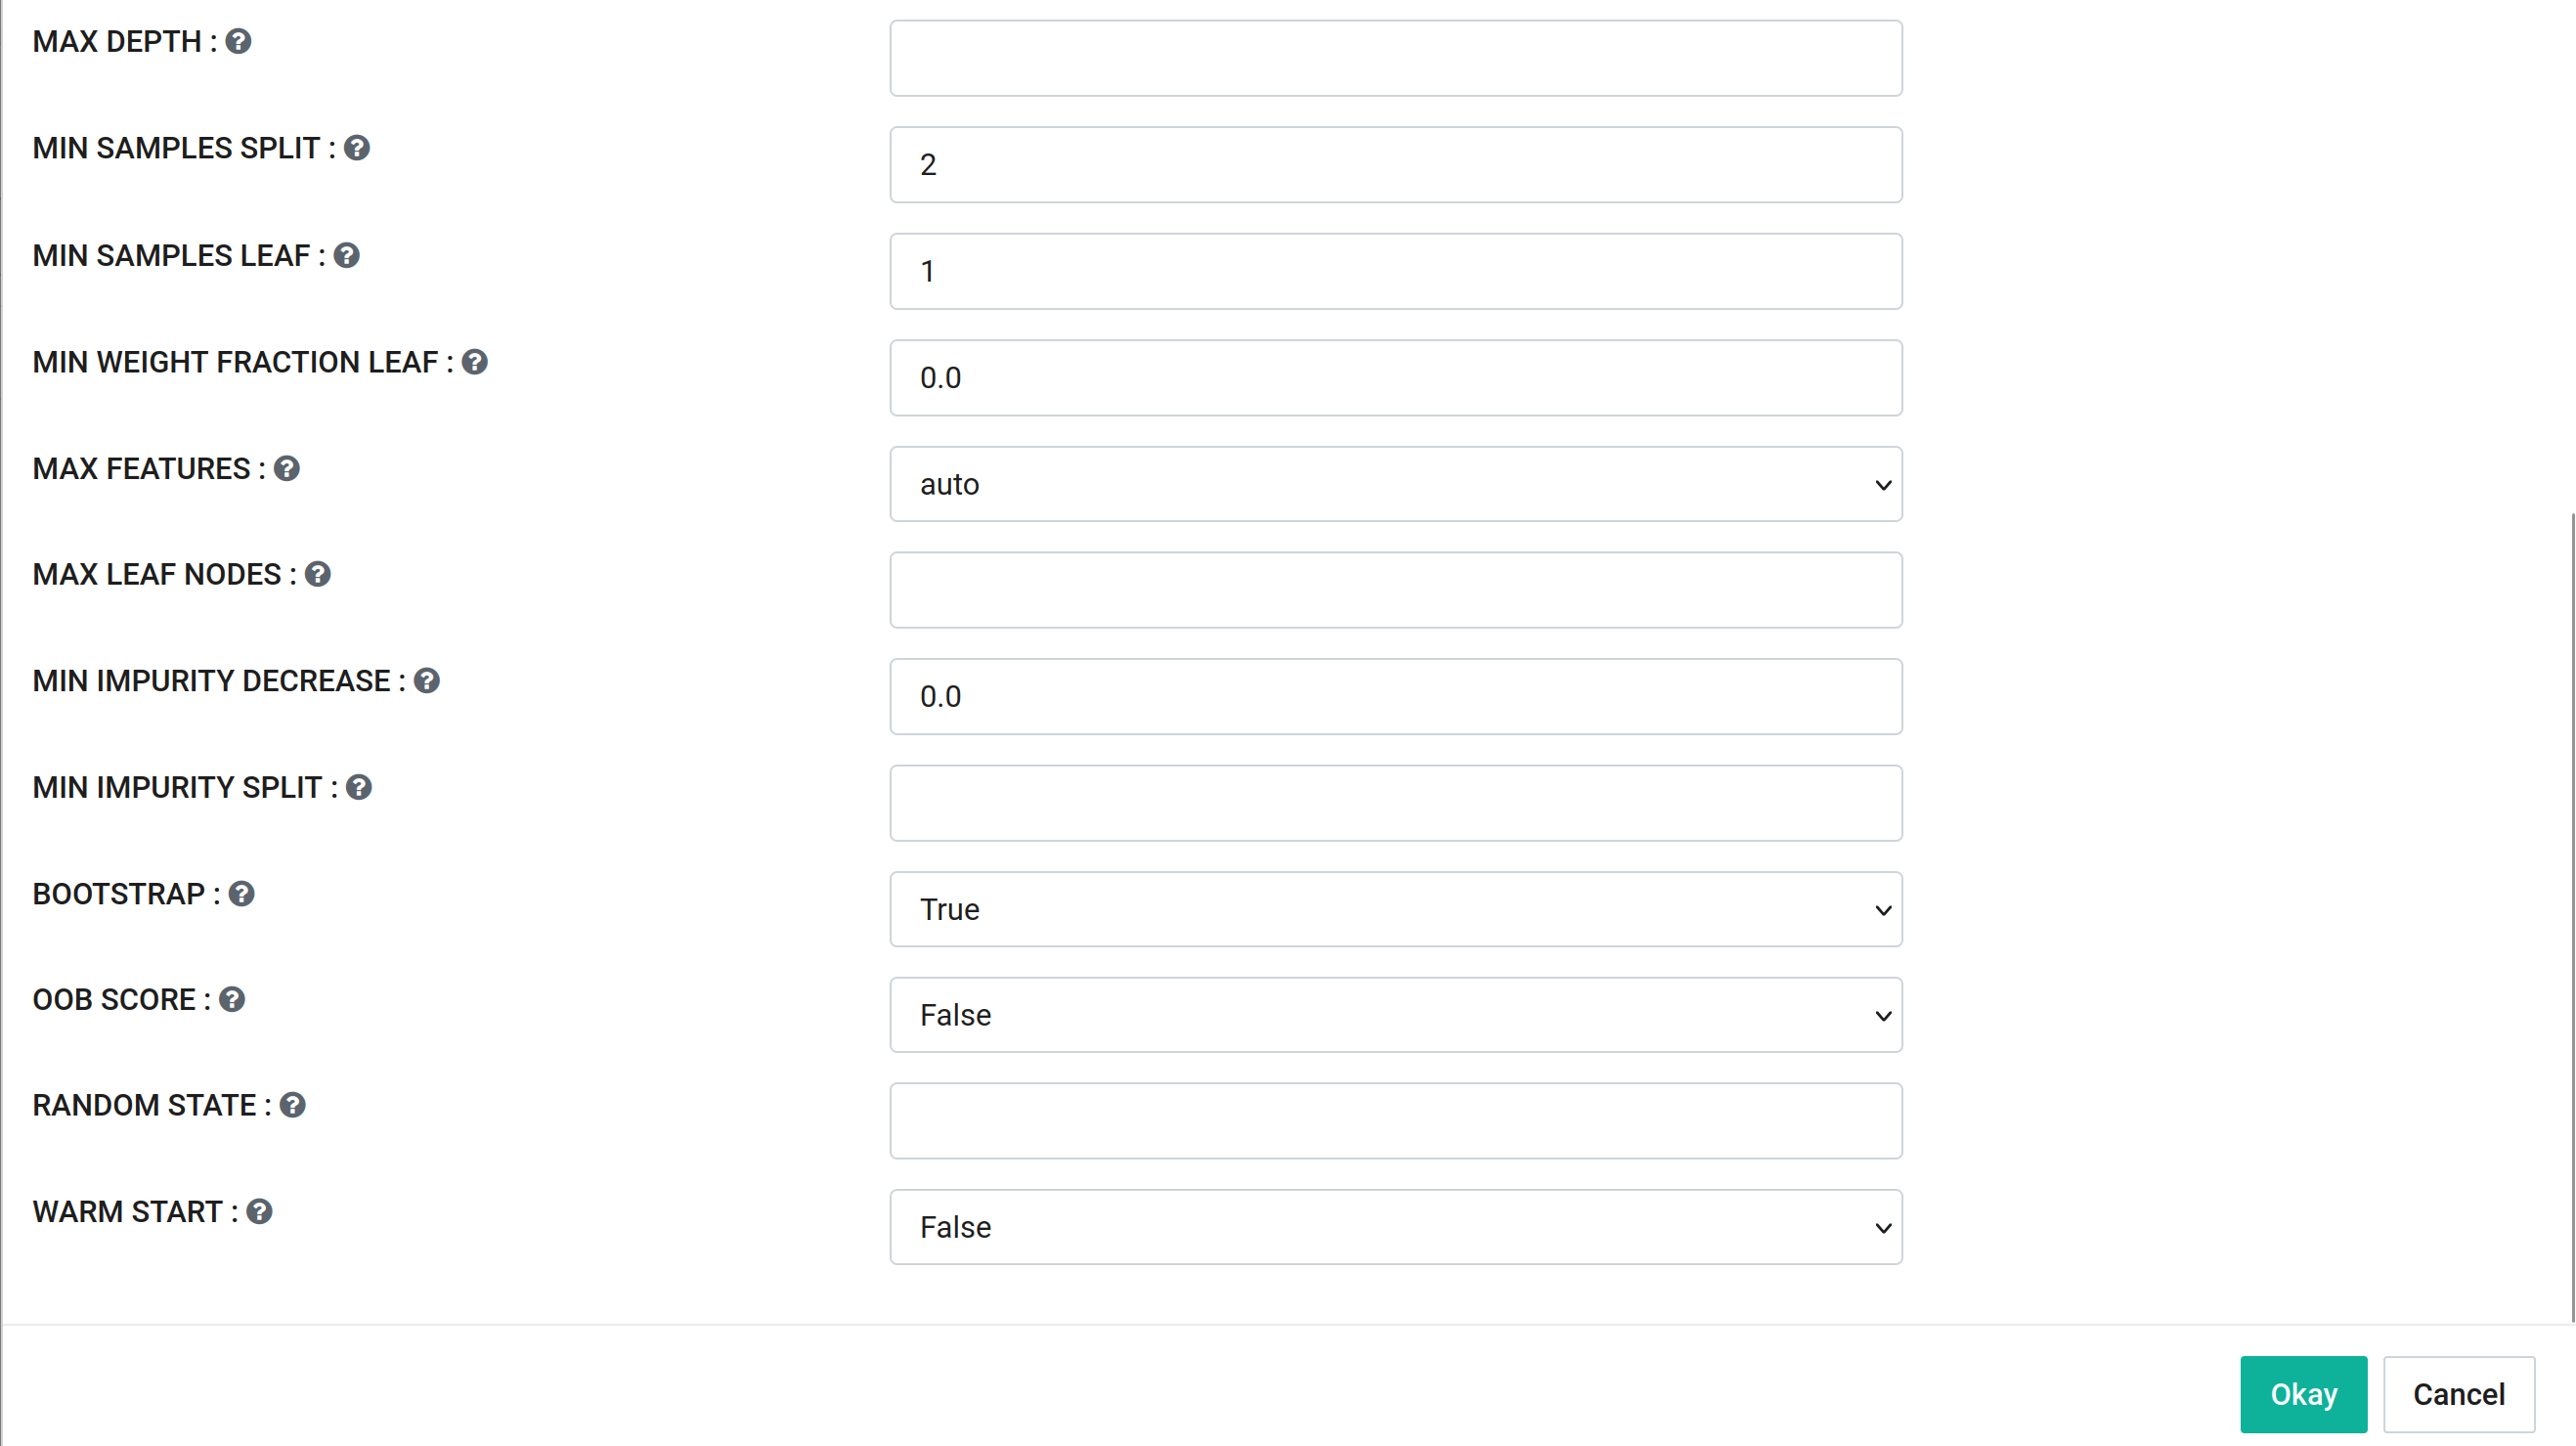 MAX DEPTH :
MIN SAMPLES SPLIT :
2
MIN SAMPLES LEAF :
1
MIN WEIGHT FRACTION LEAF :
0.0
MAX FEATURES :
auto
MAX LEAF NODES :
MIN IMPURITY DECREASE :
0.0
MIN IMPURITY SPLIT :
BOOTSTRAP :
True
OOB SCORE :
False
RANDOM STATE :
WARM START :
False
Okay
Cancel